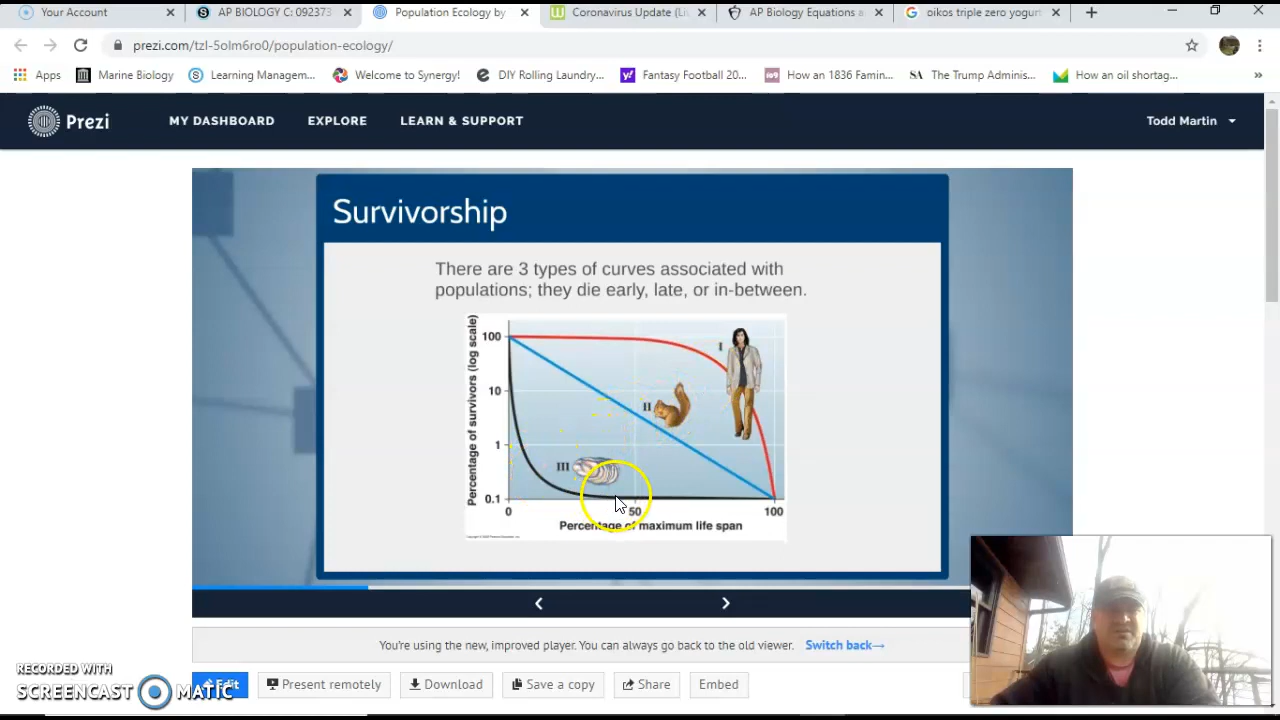 Your Account
AP BIOLOGY C: 092373
Population Ecology by
Coronavirus Update (Li
AP Biology Equations a
oikos triple zero yogurt
prezi.com/tzl-5olm6ro0/population-ecology/
Apps
Marine Biology
Learning Managem...
Welcome to Synergy!
DIY Rolling Laundry...
Fantasy Football 20...
How an 1836 Famin...
The Trump Adminis...
How an oil shortag...
Prezi
MY DASHBOARD
EXPLORE
LEARN & SUPPORT
Todd Martin
Survivorship
There are 3 types of curves associated with
populations; they die early, late, or in-between.
Percentage of survivors (log scale)
100
10
1
0.1
I
II
III
0
50
100
Percentage of maximum life span
You're using the new, improved player. You can always go back to the old viewer.
Switch back→
Edit
Present remotely
Download
Save a copy
Share
Embed
RECORDED WITH
SCREENCAST MATIC